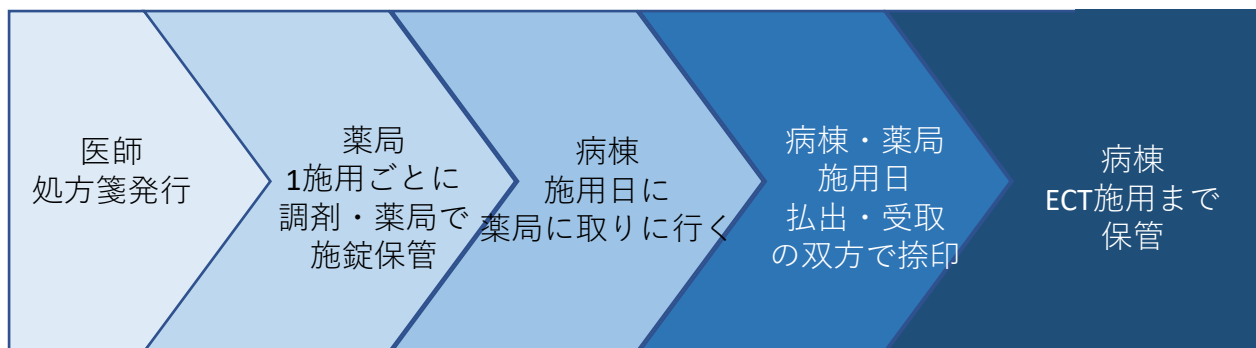 医師
処方箋発行
薬局
1施用ごとに
調剤・薬局で
施錠保管
病棟
施用日に
薬局に取りに行く
病棟・薬局
施用日
払出・受取
の双方で捺印
病棟
ECT施用まで
保管